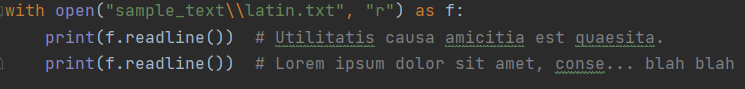 with open("sample_text\\latin.txt", "r") as f:
    print(f.readline())  # Utilitatis causa amicitia est quaesita.
    print(f.readline())  # Lorem ipsum dolor sit amet, conse... blah blah